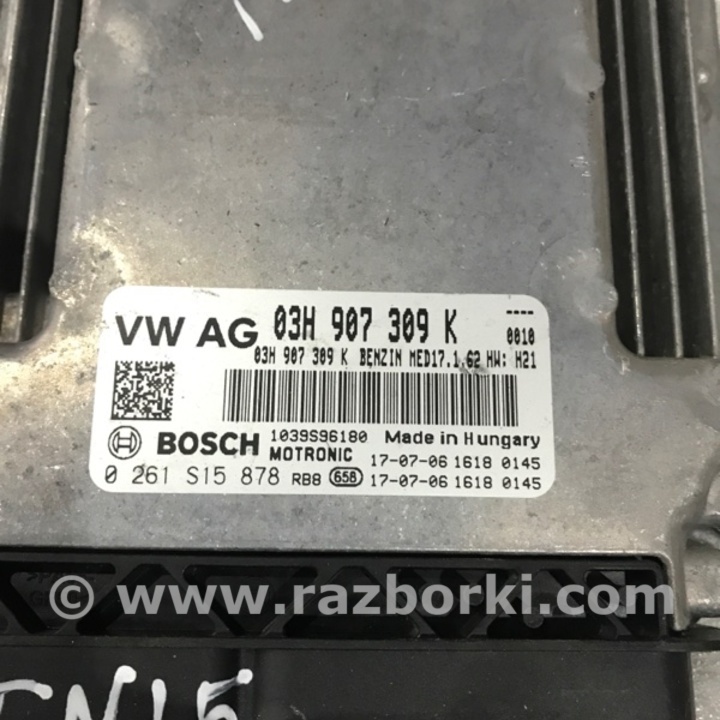 VW AG 03H 907 309 K ----
0010
03H 907 309 K BENZIN MED17.1.62 HW: H21
BOSCH 1039S96180 Made in Hungary
MOTRONIC 17-07-06 1618 0145
0 261 S15 878 RB8 658 17-07-06 1618 0145
© www.razborki.com